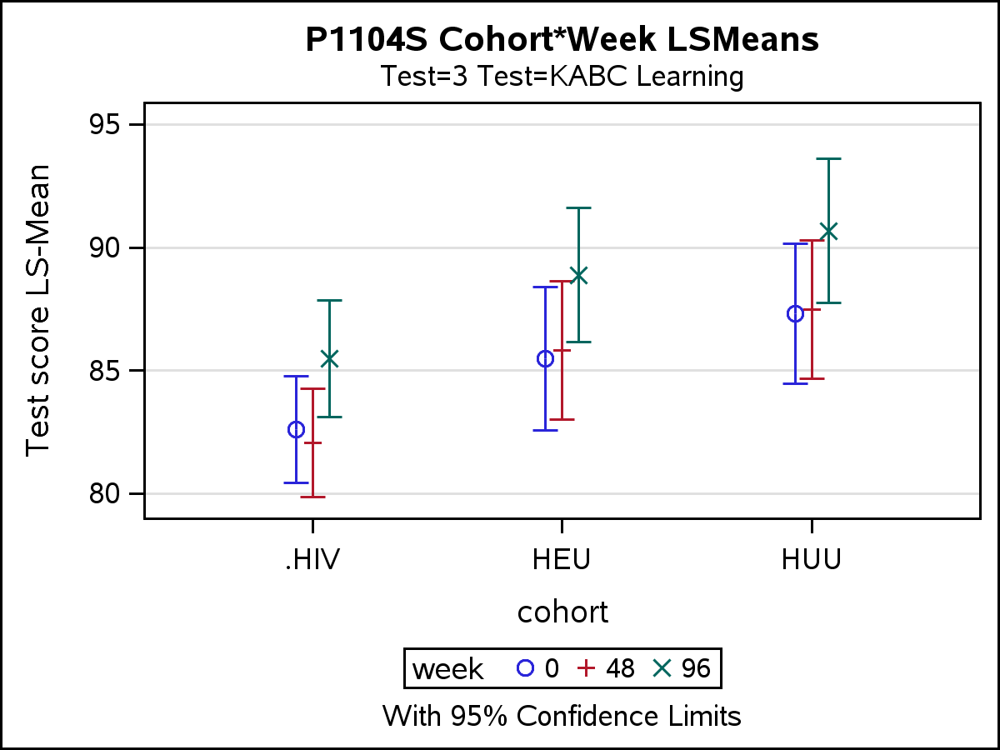 P1104S Cohort*Week LSMeans
Test=3 Test=KABC Learning
Test score LS-Mean
95
90
85
80
.HIV HEU HUU
cohort
week 0 48 96
With 95% Confidence Limits